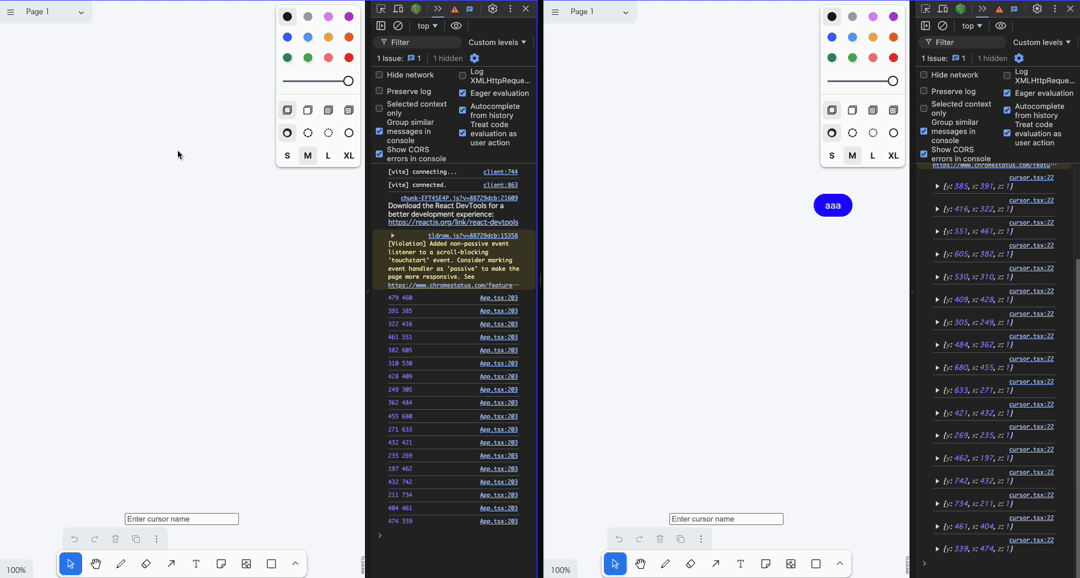 Page 1
S M L XL
Enter cursor name
100%
top
Filter
Custom levels
1 Issue: 1 1 hidden
Hide network
Log XMLHttpReque...
Preserve log
Eager evaluation
Selected context only
Autocomplete from history
Group similar messages in console
Treat code evaluation as user action
Show CORS errors in console
[vite] connecting... client:744
[vite] connected. client:863
chunk-EFT45E4P.js?v=88729dcb:21609
Download the React DevTools for a
better development experience:
https://reactjs.org/link/react-devtools
tldraw.js?v=88729dcb:15358
[Violation] Added non-passive event
listener to a scroll-blocking
'touchstart' event. Consider marking
event handler as 'passive' to make the
page more responsive. See
https://www.chromestatus.com/feature…
479 460 App.tsx:203
391 385 App.tsx:203
322 416 App.tsx:203
461 551 App.tsx:203
382 605 App.tsx:203
310 530 App.tsx:203
428 409 App.tsx:203
249 305 App.tsx:203
362 484 App.tsx:203
455 680 App.tsx:203
271 633 App.tsx:203
432 421 App.tsx:203
235 269 App.tsx:203
197 462 App.tsx:203
432 742 App.tsx:203
211 734 App.tsx:203
404 461 App.tsx:203
474 339 App.tsx:203
Page 1
S M L XL
aaa
Enter cursor name
100%
top
Filter
Custom levels
1 Issue: 1 1 hidden
Hide network
Log XMLHttpReque...
Preserve log
Eager evaluation
Selected context only
Autocomplete from history
Group similar messages in console
Treat code evaluation as user action
Show CORS errors in console
https://www.chromestatus.com/featu…
cursor.tsx:22
{y: 385, x: 391, z: 1}
cursor.tsx:22
{y: 416, x: 322, z: 1}
cursor.tsx:22
{y: 551, x: 461, z: 1}
cursor.tsx:22
{y: 605, x: 382, z: 1}
cursor.tsx:22
{y: 530, x: 310, z: 1}
cursor.tsx:22
{y: 409, x: 428, z: 1}
cursor.tsx:22
{y: 305, x: 249, z: 1}
cursor.tsx:22
{y: 484, x: 362, z: 1}
cursor.tsx:22
{y: 680, x: 455, z: 1}
cursor.tsx:22
{y: 633, x: 271, z: 1}
cursor.tsx:22
{y: 421, x: 432, z: 1}
cursor.tsx:22
{y: 269, x: 235, z: 1}
cursor.tsx:22
{y: 462, x: 197, z: 1}
cursor.tsx:22
{y: 742, x: 432, z: 1}
cursor.tsx:22
{y: 734, x: 211, z: 1}
cursor.tsx:22
{y: 461, x: 404, z: 1}
cursor.tsx:22
{y: 339, x: 474, z: 1}